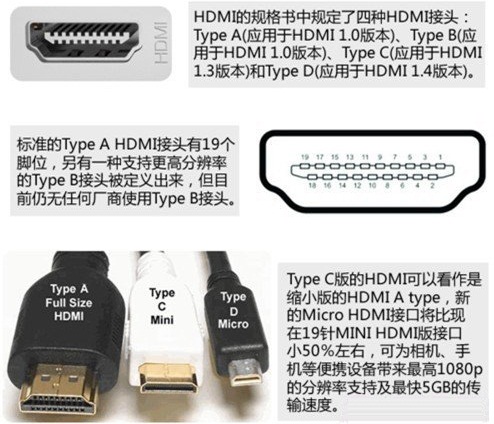 HDMI
HDMI的规格书中规定了四种HDMI接头：
Type A(应用于HDMI 1.0版本)、Type B(应
用于HDMI 1.0版本)、Type C(应用于HDMI
1.3版本)和Type D(应用于HDMI 1.4版本)。
标准的Type A HDMI接头有19个
脚位，另有一种支持更高分辨率
的Type B接头被定义出来，但目
前仍无任何厂商使用Type B接头。
19 17 15 13 11 9 7 5 3 1
18 16 14 12 10 8 6 4 2
Type A
Full Size
HDMI
Type
C
Mini
Type
D
Micro
Type C版的HDMI可以看作是
缩小版的HDMI A type，新
的Micro HDMI接口将比现
在19针MINI HDMI版接口
小50%左右，可为相机、手
机等便携设备带来最高1080p
的分辨率支持及最快5GB的传
输速度。